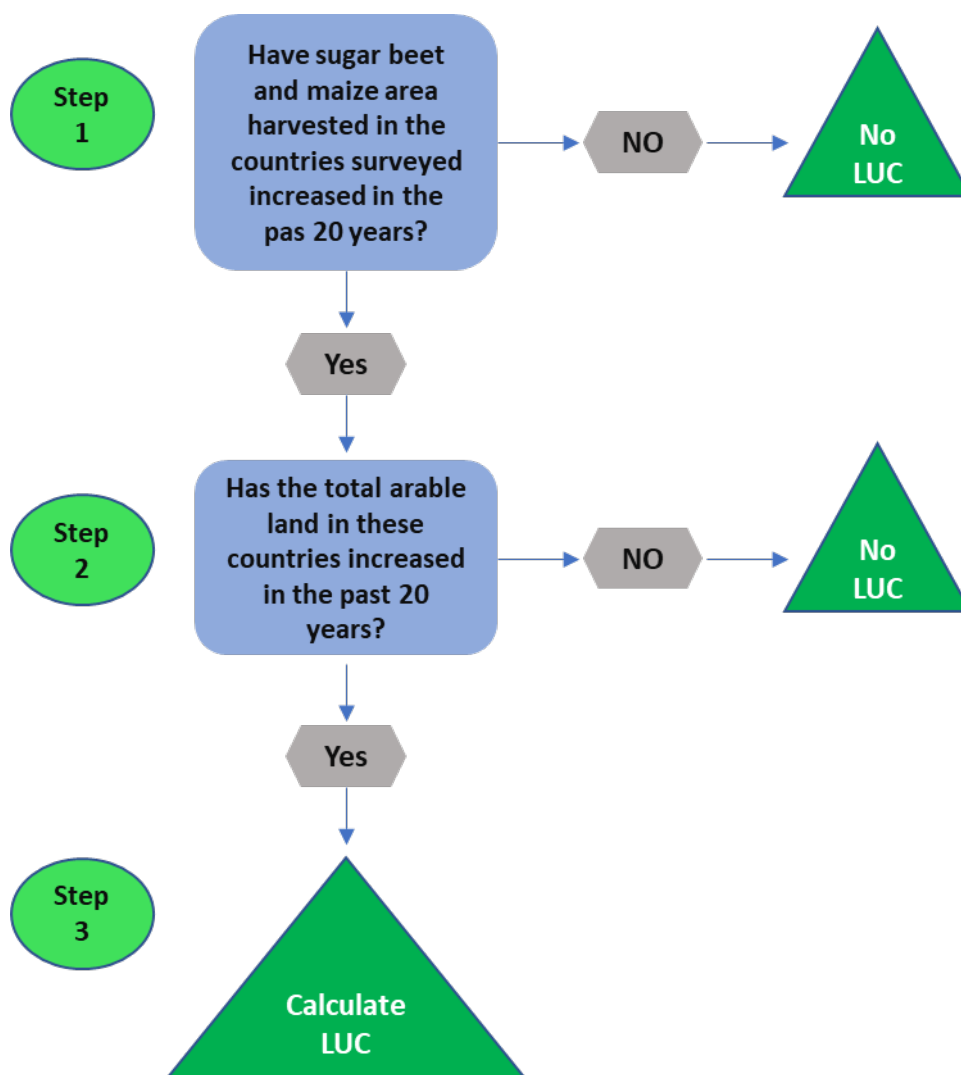 Step
1
Have sugar beet
and maize area
harvested in the
countries surveyed
increased in the
pas 20 years?
NO
No
LUC
Yes
Step
2
Has the total arable
land in these
countries increased
in the past 20
years?
NO
No
LUC
Yes
Step
3
Calculate
LUC